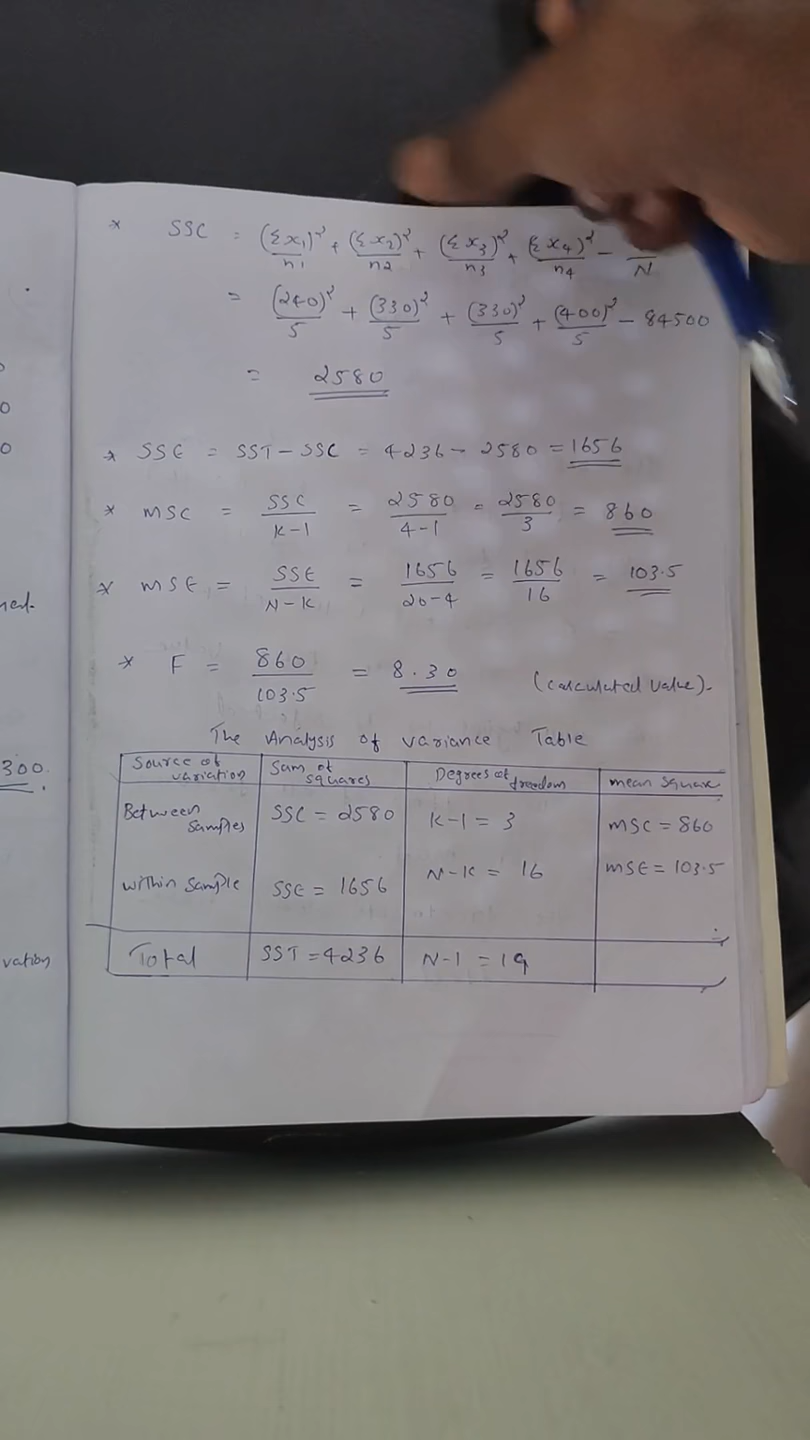 * SSC = (Σx₁)²/n1 + (Σx₂)²/n2 + (Σx₃)²/n3 + (Σx₄)²/n4 - /N
= (240)²/5 + (330)²/5 + (330)²/5 + (400)²/5 - 84500
= 2580
* SSE = SST - SSC = 4236 - 2580 = 1656
* MSC = SSC/K-1 = 2580/4-1 = 2580/3 = 860
* MSE = SSE/N-K = 1656/20-4 = 1656/16 = 103.5
* F = 860/103.5 = 8.30 (calculated value).
The Analysis of variance Table
Source of variation | Sum of squares | Degrees of freedom | mean square
Between samples | SSC = 2580 | K-1 = 3 | MSC = 860
within sample | SSE = 1656 | N-K = 16 | MSE = 103.5
Total | SST = 4236 | N-1 = 19
0
0
300.
vation